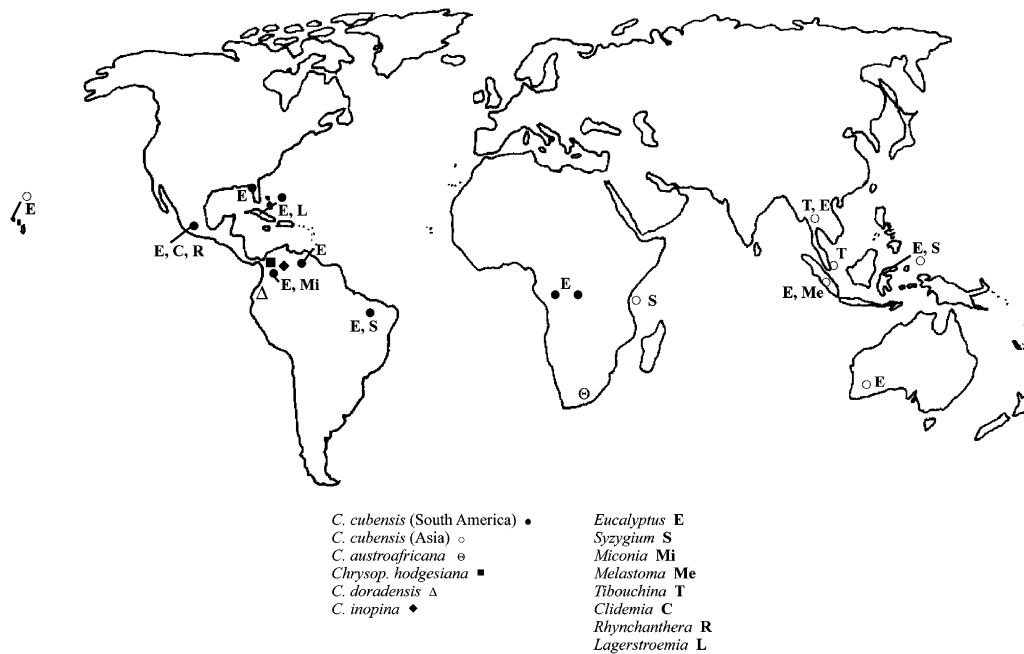 E
E
E, L
E, C, R
E
E, Mi
E, S
E
S
T, E
T
E, S
E, Me
E
C. cubensis (South America) ●
C. cubensis (Asia) ○
C. austroafricana ⊖
Chrysop. hodgesiana ■
C. doradensis Δ
C. inopina ◆
Eucalyptus E
Syzygium S
Miconia Mi
Melastoma Me
Tibouchina T
Clidemia C
Rhynchanthera R
Lagerstroemia L